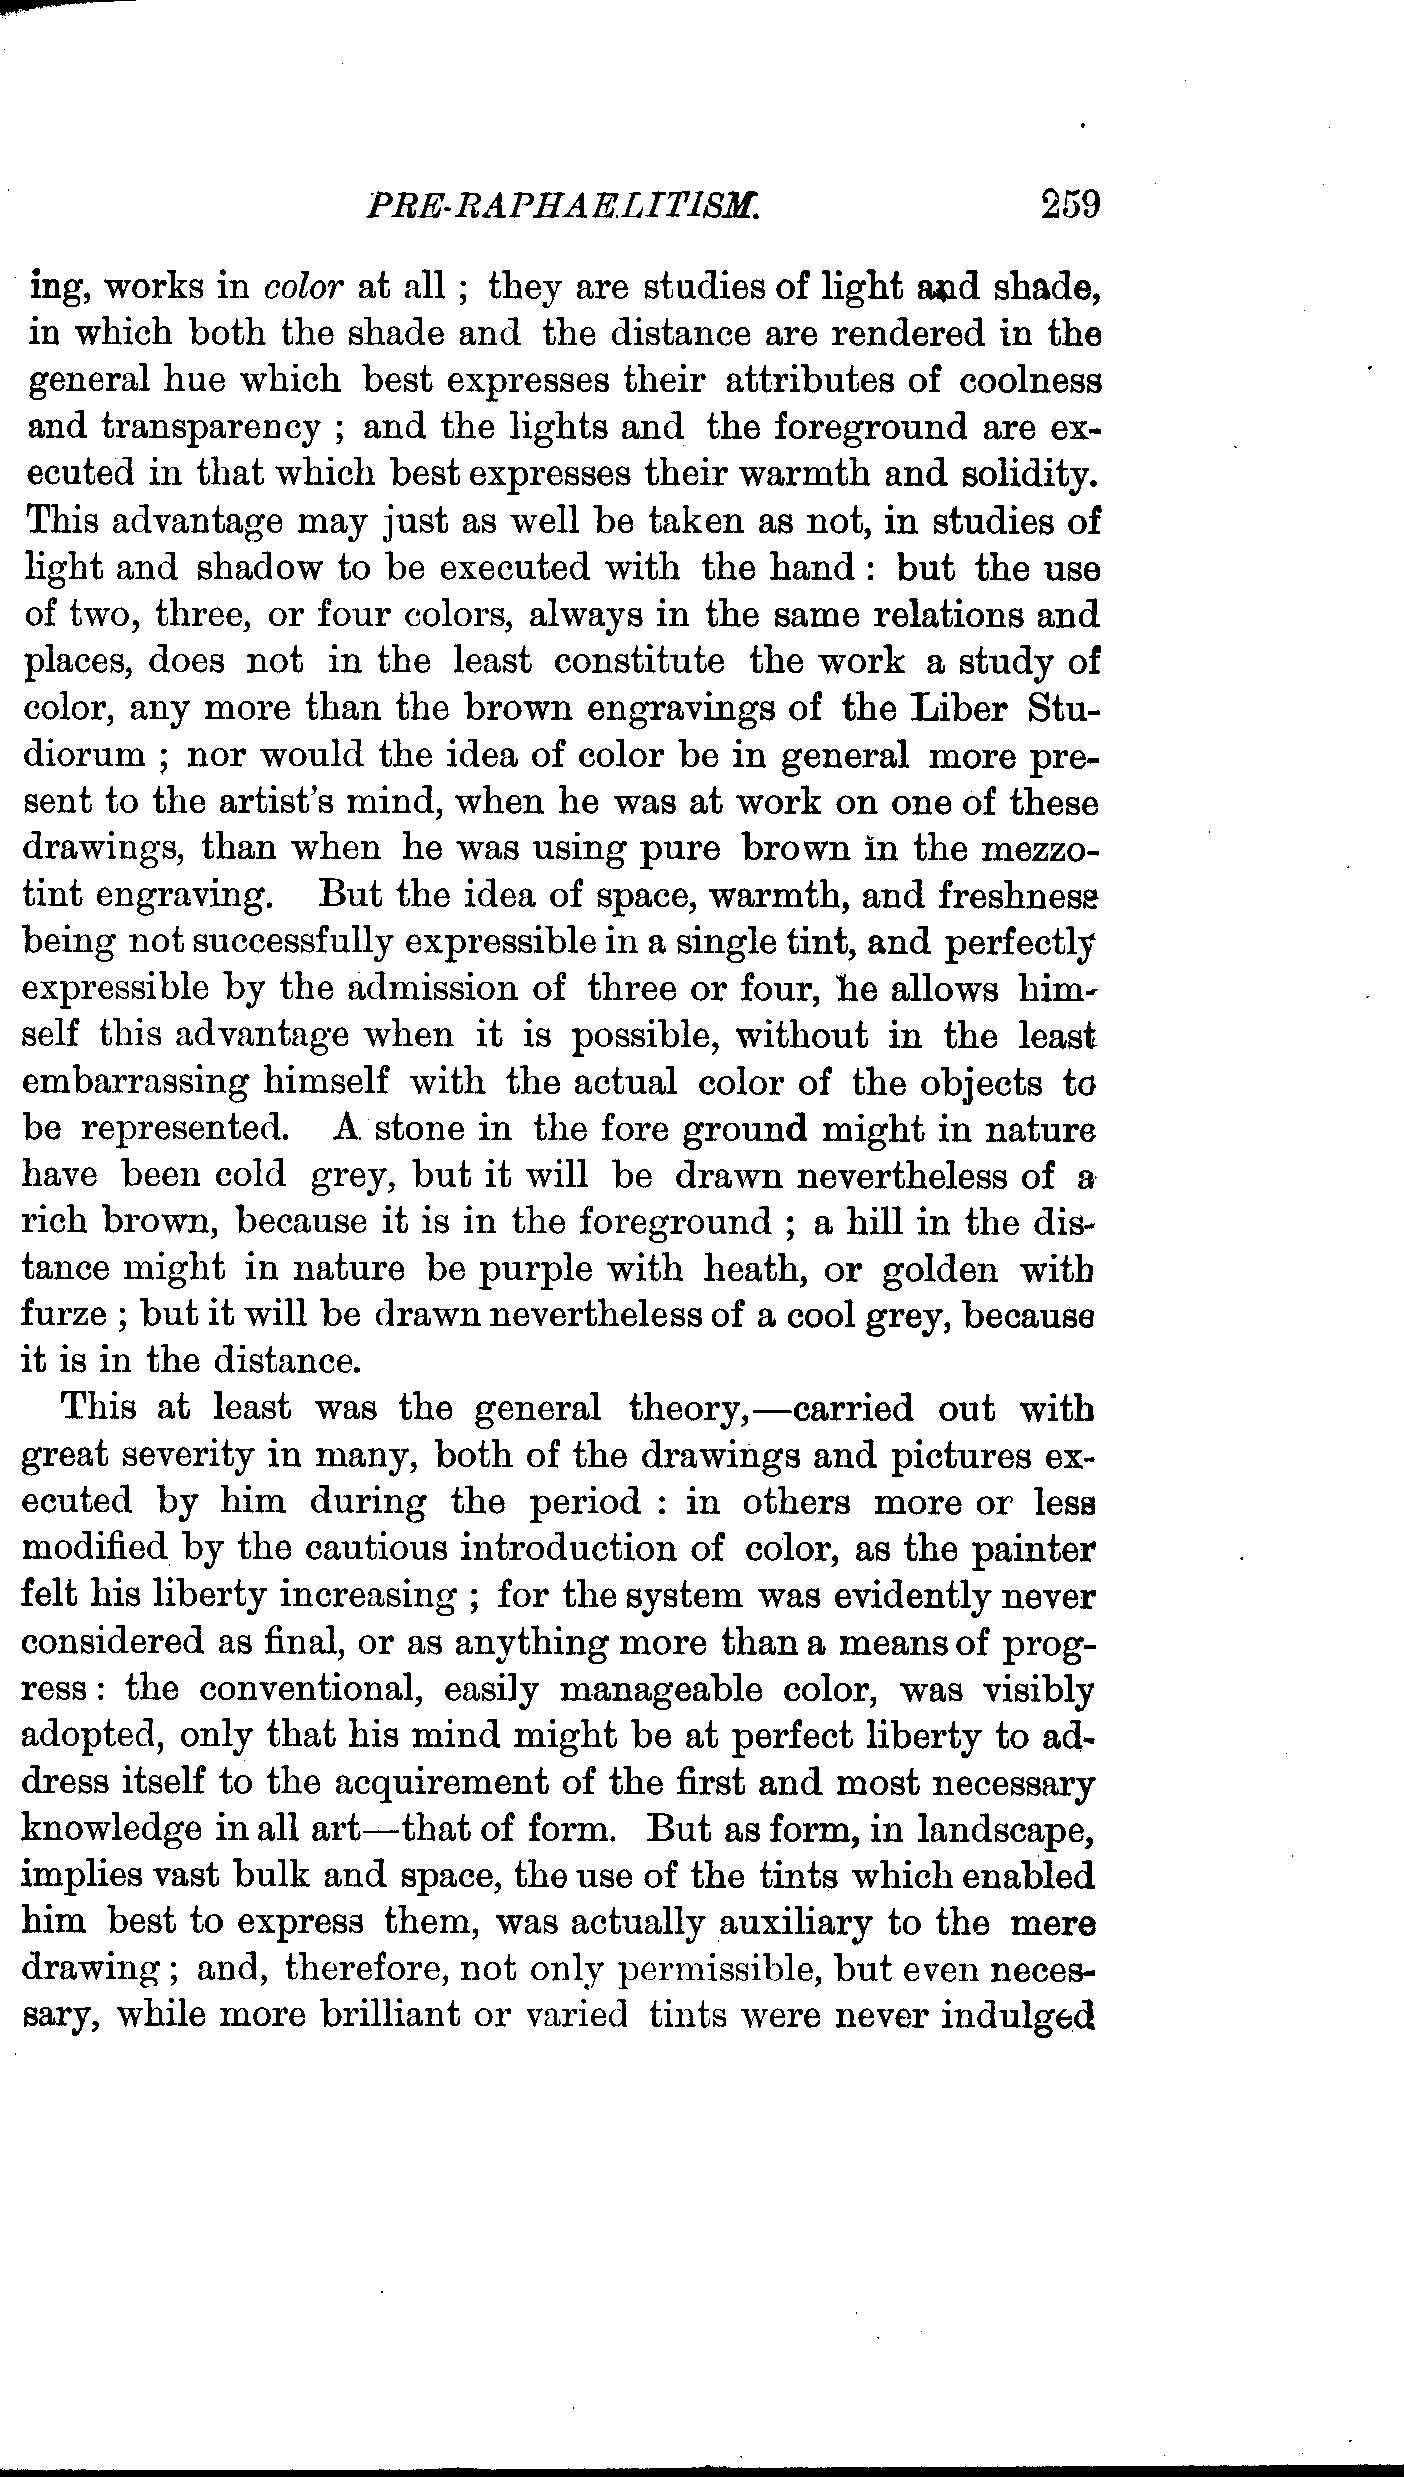 PRE-RAPHAELITISM. 259
ing, works in color at all ; they are studies of light and shade,
in which both the shade and the distance are rendered in the
general hue which best expresses their attributes of coolness
and transparency ; and the lights and the foreground are ex-
ecuted in that which best expresses their warmth and solidity.
This advantage may just as well be taken as not, in studies of
light and shadow to be executed with the hand : but the use
of two, three, or four colors, always in the same relations and
places, does not in the least constitute the work a study of
color, any more than the brown engravings of the Liber Stu-
diorum ; nor would the idea of color be in general more pre-
sent to the artist's mind, when he was at work on one of these
drawings, than when he was using pure brown in the mezzo-
tint engraving. But the idea of space, warmth, and freshness
being not successfully expressible in a single tint, and perfectly
expressible by the admission of three or four, he allows him-
self this advantage when it is possible, without in the least
embarrassing himself with the actual color of the objects to
be represented. A stone in the fore ground might in nature
have been cold grey, but it will be drawn nevertheless of a
rich brown, because it is in the foreground ; a hill in the dis-
tance might in nature be purple with heath, or golden with
furze ; but it will be drawn nevertheless of a cool grey, because
it is in the distance.
This at least was the general theory,—carried out with
great severity in many, both of the drawings and pictures ex-
ecuted by him during the period : in others more or less
modified by the cautious introduction of color, as the painter
felt his liberty increasing ; for the system was evidently never
considered as final, or as anything more than a means of prog-
ress : the conventional, easily manageable color, was visibly
adopted, only that his mind might be at perfect liberty to ad-
dress itself to the acquirement of the first and most necessary
knowledge in all art—that of form. But as form, in landscape,
implies vast bulk and space, the use of the tints which enabled
him best to express them, was actually auxiliary to the mere
drawing ; and, therefore, not only permissible, but even neces-
sary, while more brilliant or varied tints were never indulged